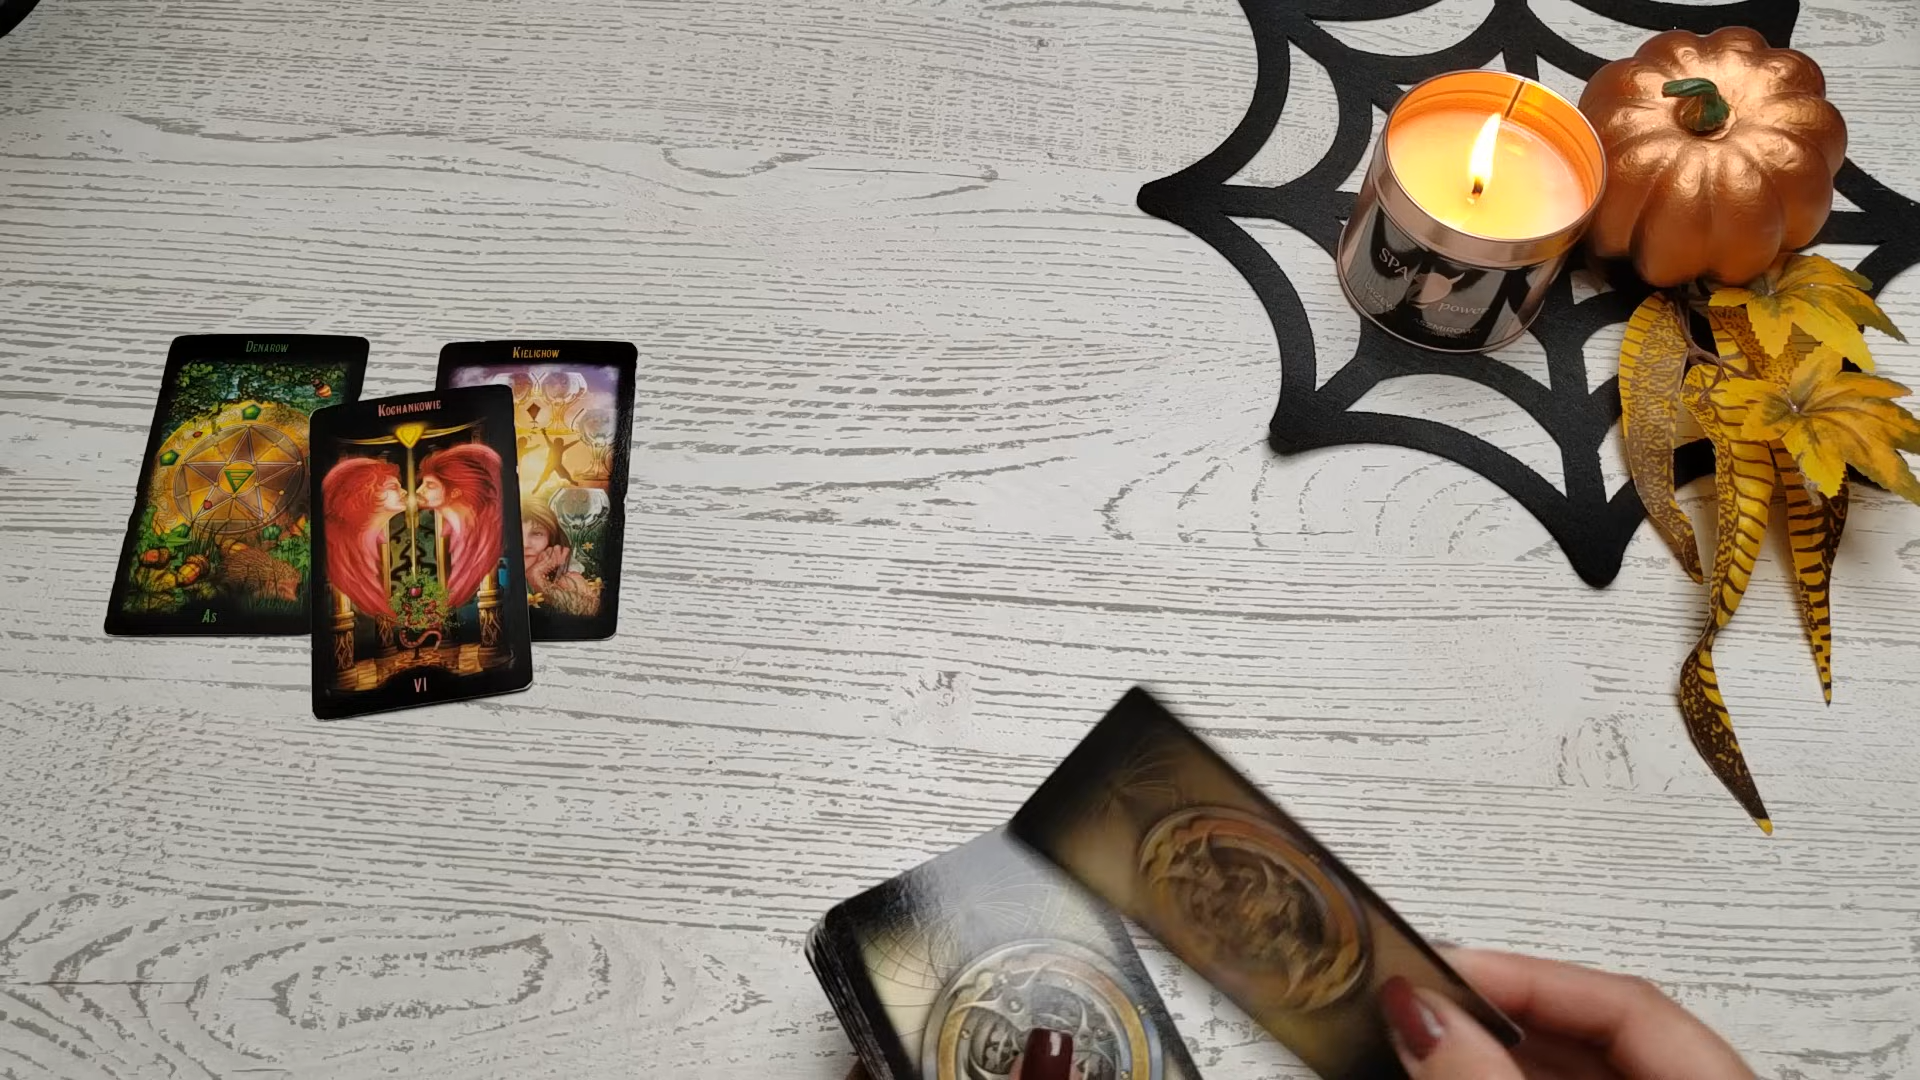 Denarow
As
Kochankowie
VI
Kielichow
SPA
power